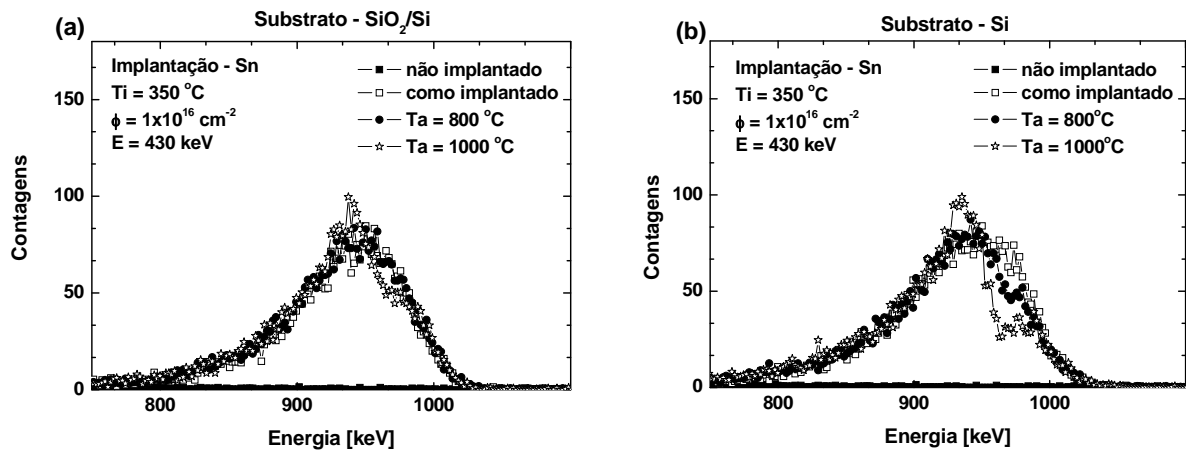 (a)
Substrato - SiO2/Si
Implantação - Sn
Ti = 350 °C
ϕ = 1x10^16 cm^-2
E = 430 keV
não implantado
como implantado
Ta = 800 °C
Ta = 1000 °C
Contagens
150
100
50
0
800
900
1000
Energia [keV]
(b)
Substrato - Si
Implantação - Sn
Ti = 350 °C
ϕ = 1x10^16 cm^-2
E = 430 keV
não implantado
como implantado
Ta = 800°C
Ta = 1000°C
Contagens
150
100
50
0
800
900
1000
Energia [keV]